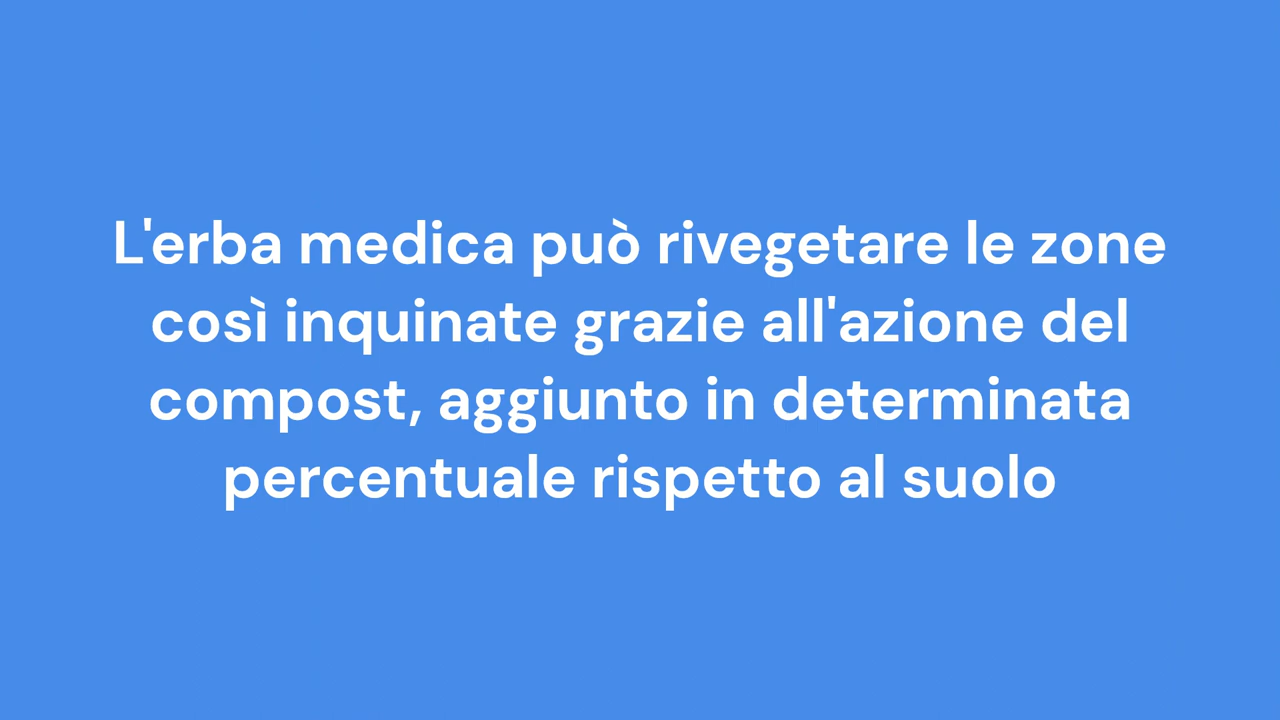 L'erba medica può rivegetare le zone
così inquinate grazie all'azione del
compost, aggiunto in determinata
percentuale rispetto al suolo